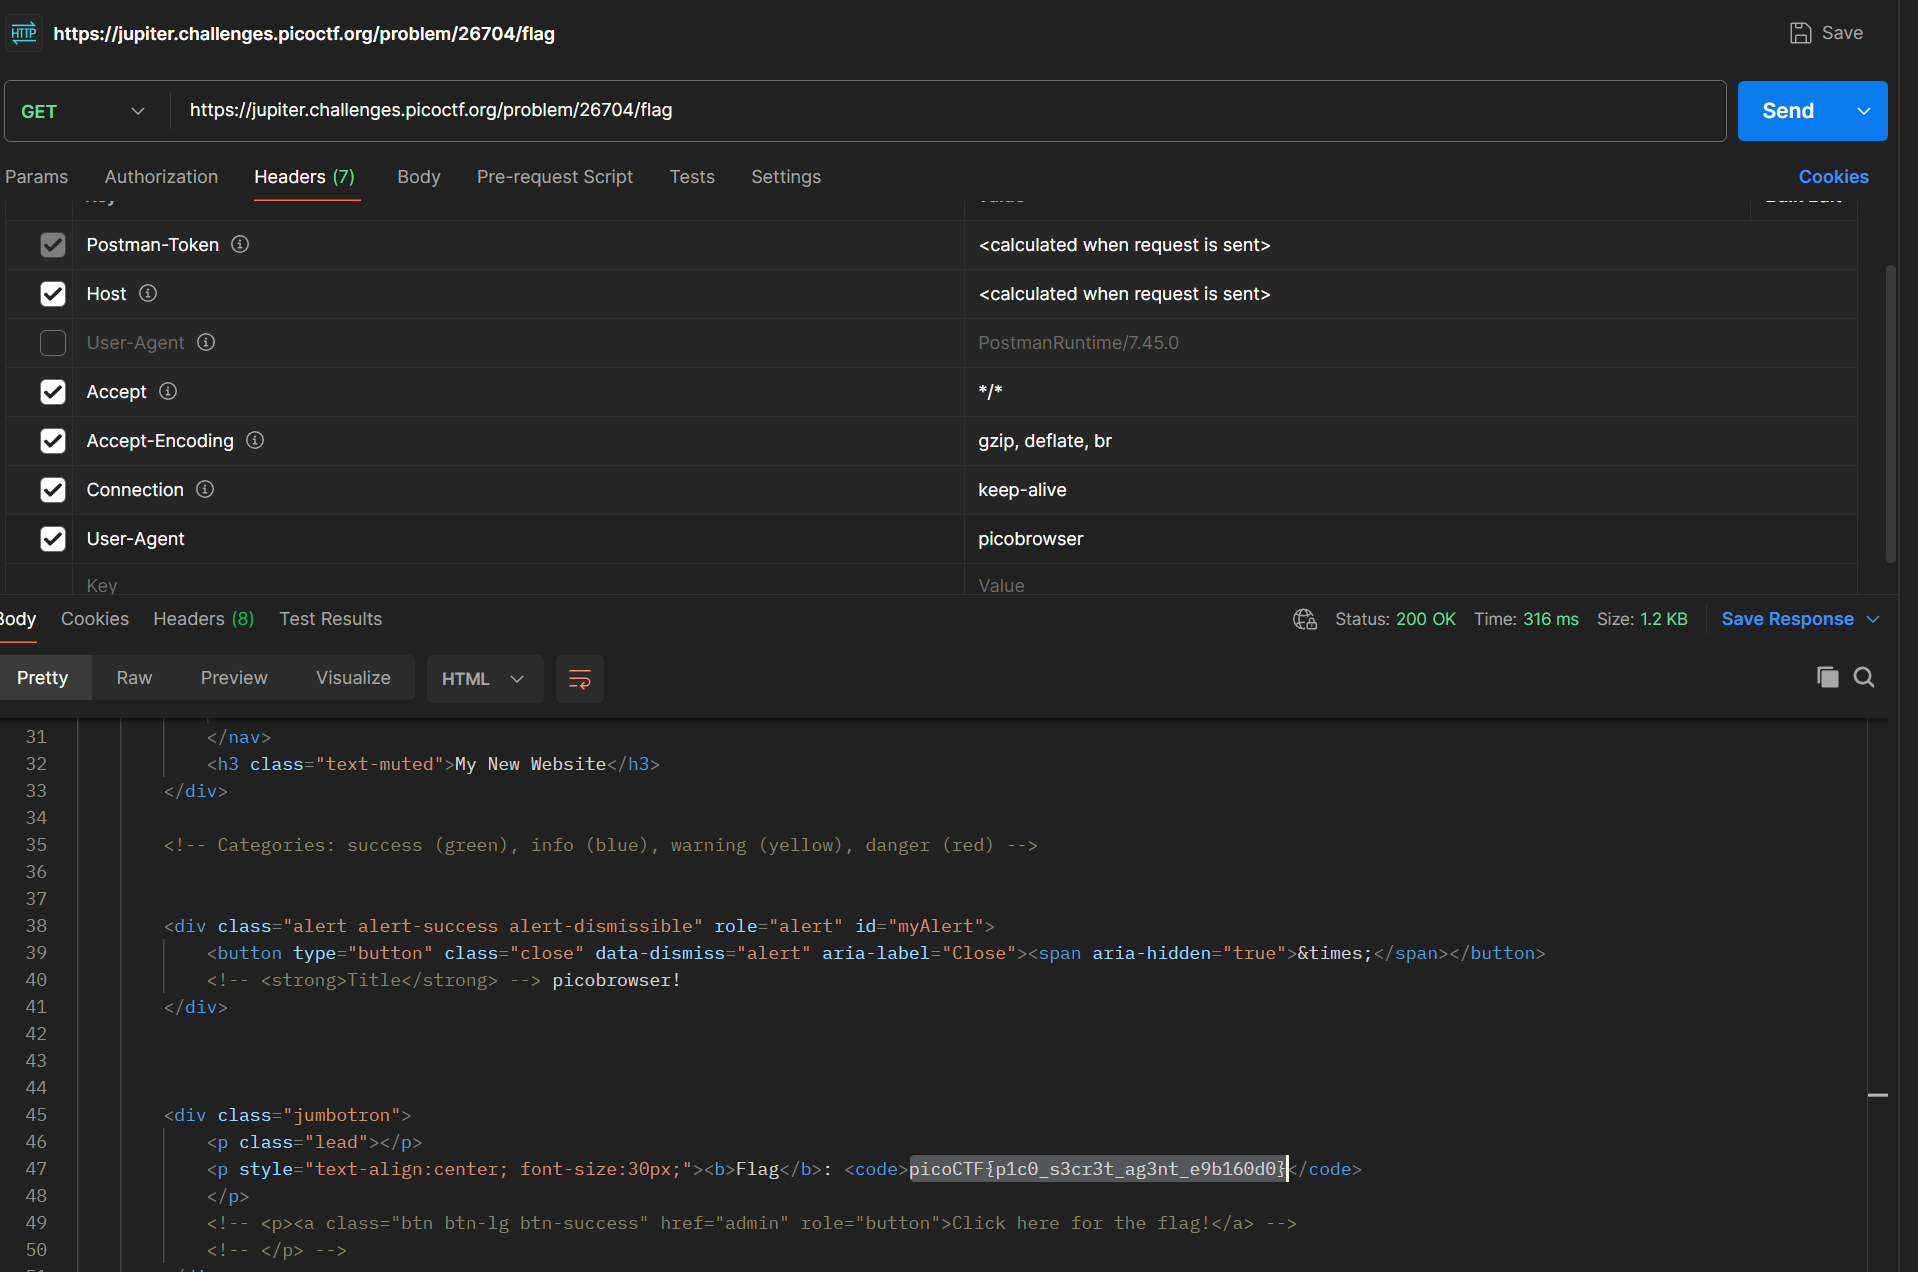 HTTP https://jupiter.challenges.picoctf.org/problem/26704/flag Save
GET https://jupiter.challenges.picoctf.org/problem/26704/flag Send
Params Authorization Headers (7) Body Pre-request Script Tests Settings Cookies
Postman-Token <calculated when request is sent>
Host <calculated when request is sent>
User-Agent PostmanRuntime/7.45.0
Accept */*
Accept-Encoding gzip, deflate, br
Connection keep-alive
User-Agent picobrowser
Key Value
Body Cookies Headers (8) Test Results Status: 200 OK Time: 316 ms Size: 1.2 KB Save Response
Pretty Raw Preview Visualize HTML
31 </nav>
32 <h3 class="text-muted">My New Website</h3>
33 </div>
34
35 <!-- Categories: success (green), info (blue), warning (yellow), danger (red) -->
36
37
38 <div class="alert alert-success alert-dismissible" role="alert" id="myAlert">
39 <button type="button" class="close" data-dismiss="alert" aria-label="Close"><span aria-hidden="true">&times;</span></button>
40 <!-- <strong>Title</strong> --> picobrowser!
41 </div>
42
43
44
45 <div class="jumbotron">
46 <p class="lead"></p>
47 <p style="text-align:center; font-size:30px;"><b>Flag</b>: <code>picoCTF{p1c0_s3cr3t_ag3nt_e9b160d0}</code>
48 </p>
49 <!-- <p><a class="btn btn-lg btn-success" href="admin" role="button">Click here for the flag!</a> -->
50 <!-- </p> -->